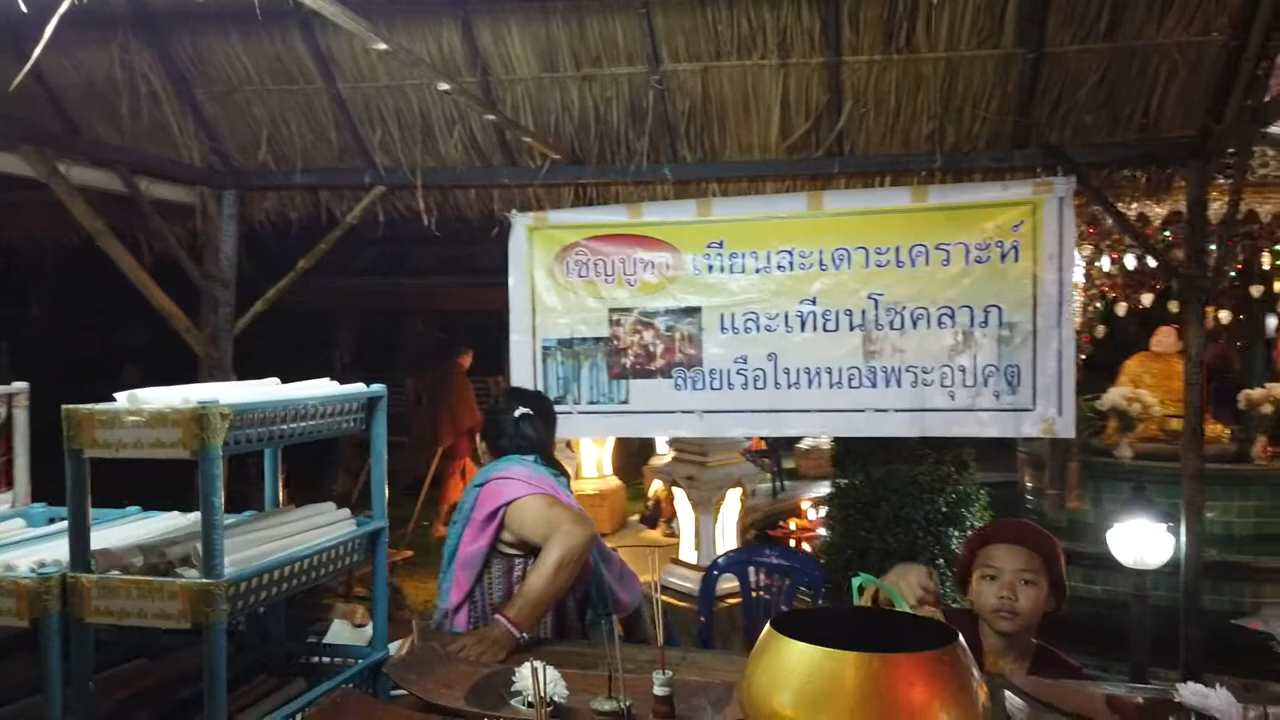 เชิญบูชา เทียนสะเดาะเคราะห์
และเทียนโชคลาภ
ลอยเรือในหนองพระอุปคุต